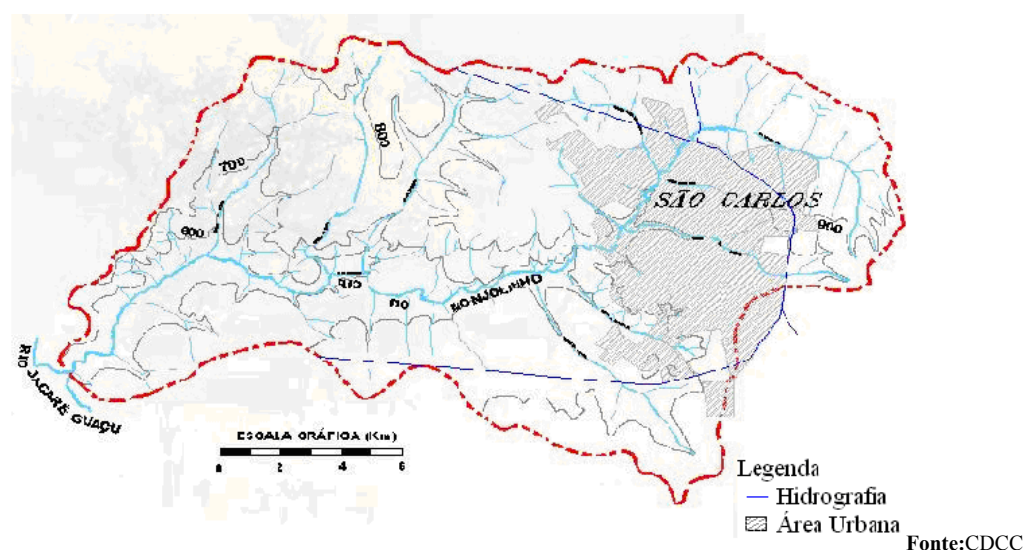 800
700
SÃO CARLOS
900
600
575
RIO
MONJOLINHO
RIO JACARÉ GUAÇU
ESCALA GRÁFICA (Km)
0 2 4 6
Legenda
Hidrografia
Área Urbana
Fonte:CDCC